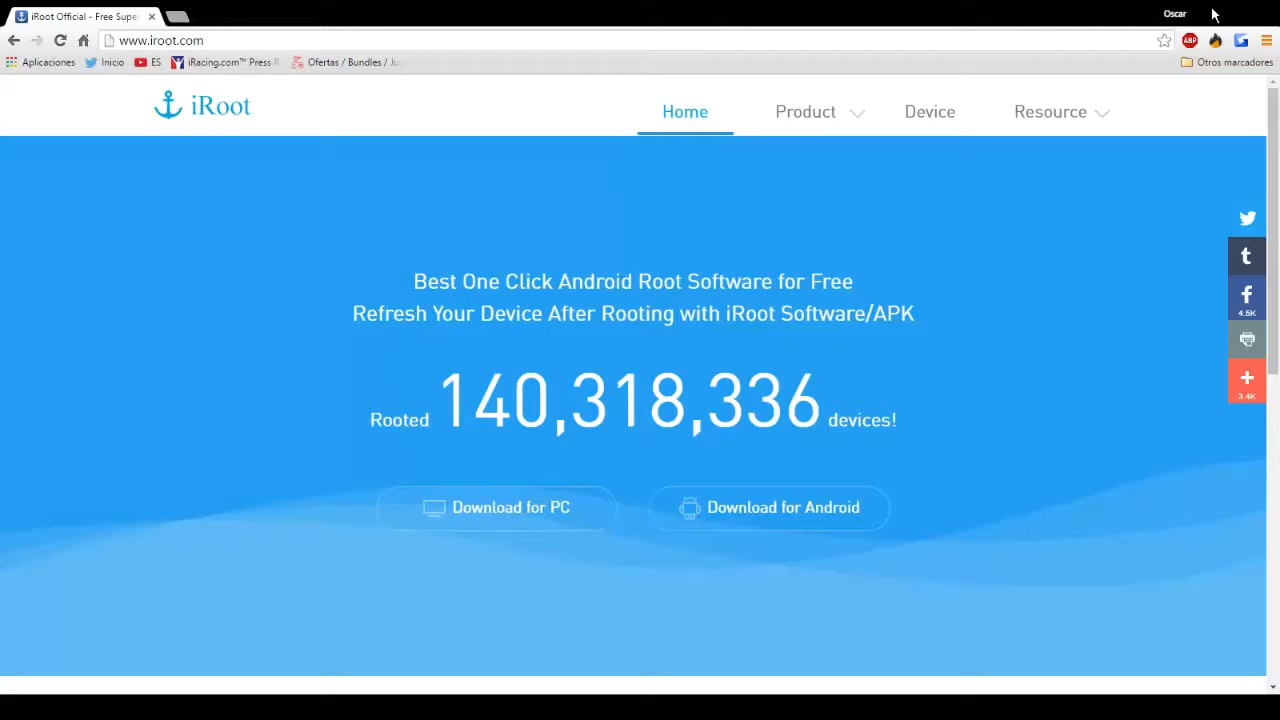 iRoot Official - Free Super
Oscar
www.iroot.com
ABP
Aplicaciones
Inicio
ES
iRacing.com™ Press R
Ofertas / Bundles / Ju
Otros marcadores
iRoot
Home
Product
Device
Resource
Best One Click Android Root Software for Free
Refresh Your Device After Rooting with iRoot Software/APK
Rooted 140,318,336 devices!
4.5K
3.4K
Download for PC
Download for Android